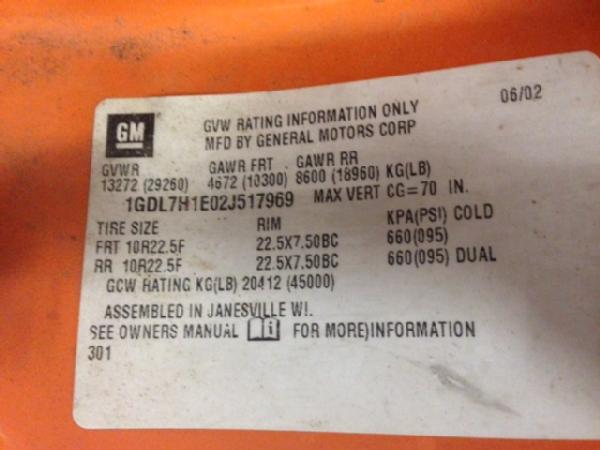 06/02
GM
GVW RATING INFORMATION ONLY
MFD BY GENERAL MOTORS CORP
GVWR GAWR FRT GAWR RR
13272 (29260) 4672 (10300) 8600 (18960) KG(LB)
1GDL7H1E02J517969 MAX VERT CG=70 IN.
TIRE SIZE RIM KPA(PSI) COLD
FRT 10R22.5F 22.5X7.50BC 660(095)
RR 10R22.5F 22.5X7.50BC 660(095) DUAL
GCW RATING KG(LB) 20412 (45000)
ASSEMBLED IN JANESVILLE WI.
SEE OWNERS MANUAL i FOR MORE)INFORMATION
301